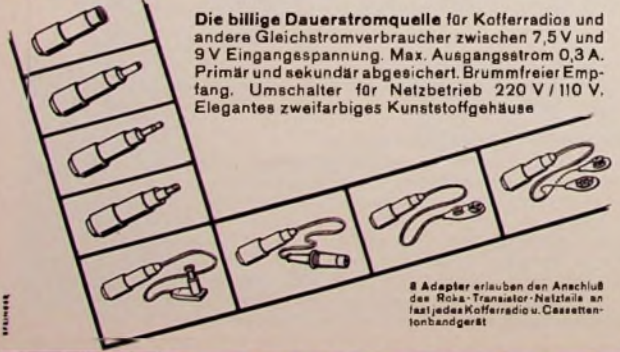 Die billige Dauerstromquelle für Kofferradios und
andere Gleichstromverbraucher zwischen 7,5 V und
9 V Eingangsspannung. Max. Ausgangsstrom 0,3 A.
Primär und sekundär abgesichert. Brummfreier Emp-
fang. Umschalter für Netzbetrieb 220 V / 110 V.
Elegantes zweifarbiges Kunststoffgehäuse
8 Adapter erlauben den Anschluß
des Roka-Transistor-Netzteils an
fast jedes Kofferradio u. Cassetten-
tonbandgerät
SPRINGER